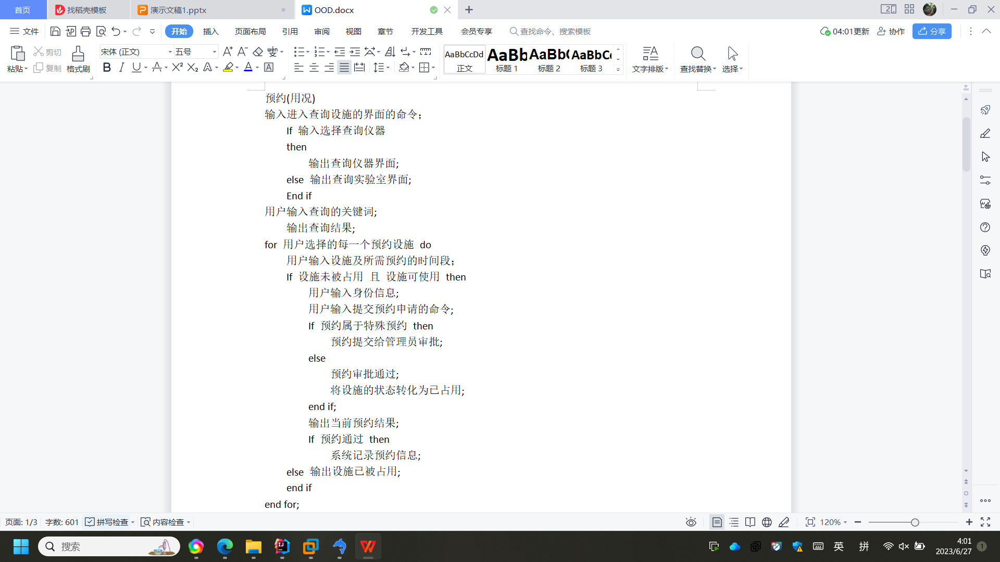 首页 找稻壳模板 演示文稿1.pptx OOD.docx
文件 开始 插入 页面布局 引用 审阅 视图 章节 开发工具 会员专享 查找命令、搜索模板 04:01更新 协作 分享
粘贴 剪切 复制 格式刷 宋体 (正文) 五号 AaBbCcDd 正文 标题 1 标题 2 标题 3 文字排版 查找替换 选择
预约(用况)
输入进入查询设施的界面的命令；
If 输入选择查询仪器
then
输出查询仪器界面;
else 输出查询实验室界面;
End if
用户输入查询的关键词;
输出查询结果;
for 用户选择的每一个预约设施 do
用户输入设施及所需预约的时间段；
If 设施未被占用 且 设施可使用 then
用户输入身份信息;
用户输入提交预约申请的命令;
If 预约属于特殊预约 then
预约提交给管理员审批;
else
预约审批通过;
将设施的状态转化为已占用;
end if;
输出当前预约结果;
If 预约通过 then
系统记录预约信息;
else 输出设施已被占用;
end if
end for;
页面: 1/3 字数: 601 拼写检查 内容检查 120%
搜索 英 拼 4:01
2023/6/27